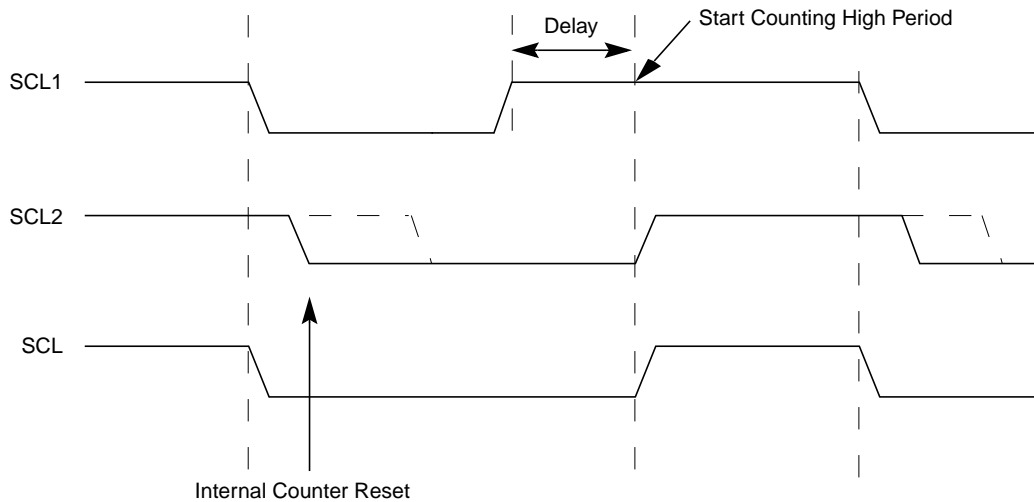 Start Counting High Period
Delay
SCL1
SCL2
SCL
Internal Counter Reset